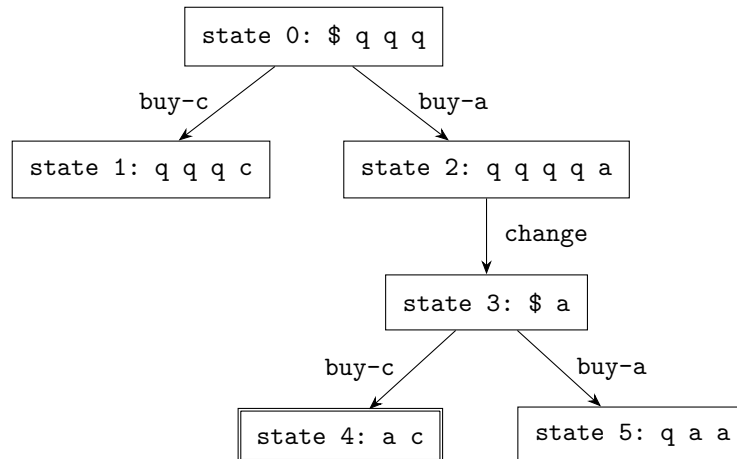 state 0: $ q q q
buy-c
buy-a
state 1: q q q c
state 2: q q q q a
change
state 3: $ a
buy-c
buy-a
state 4: a c
state 5: q a a